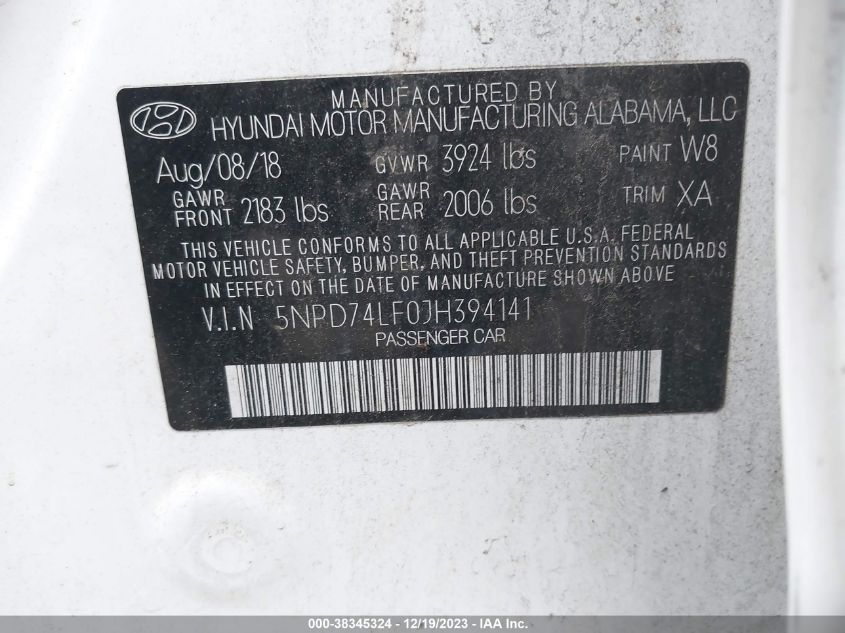 MANUFACTURED BY
HYUNDAI MOTOR MANUFACTURING ALABAMA, LLC
Aug/08/18 GVWR 3924 lbs PAINT W8
GAWR FRONT 2183 lbs GAWR REAR 2006 lbs TRIM XA
THIS VEHICLE CONFORMS TO ALL APPLICABLE U.S.A. FEDERAL
MOTOR VEHICLE SAFETY, BUMPER, AND THEFT PREVENTION STANDARDS
IN EFFECT ON THE DATE OF MANUFACTURE SHOWN ABOVE
V.I.N 5NPD74LF0JH394141
PASSENGER CAR
000-38345324 - 12/19/2023 - IAA Inc.